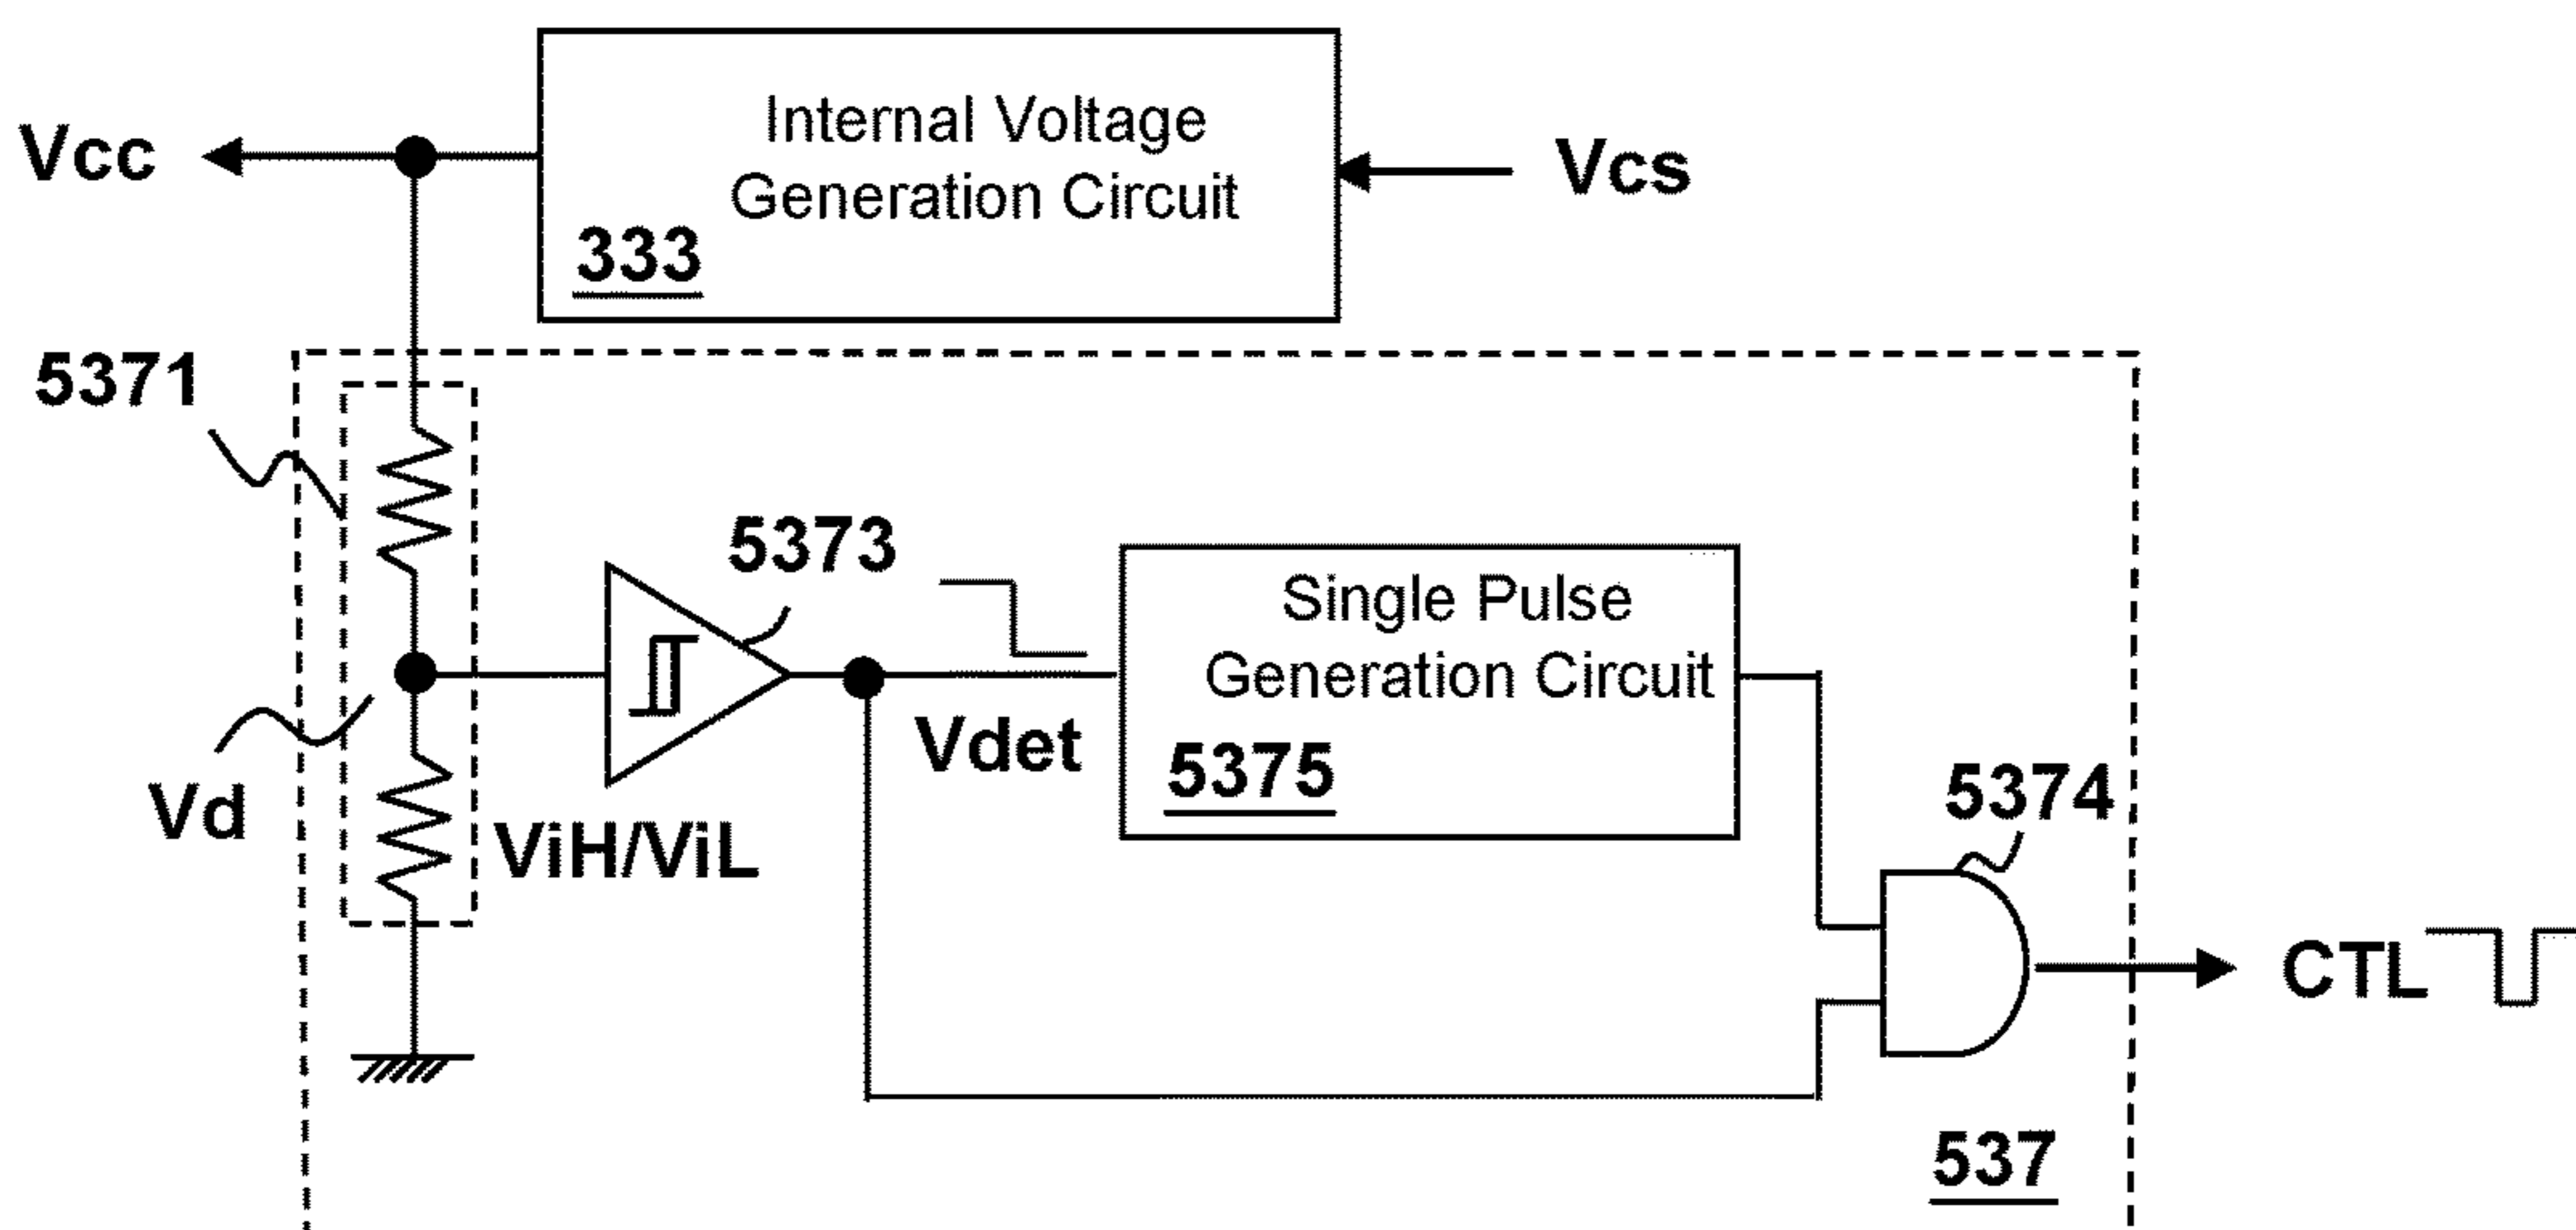 Vcc
Internal Voltage
Generation Circuit
333
Vcs
5371
5373
Single Pulse
Generation Circuit
5375
Vdet
Vd
ViH/ViL
5374
CTL
537